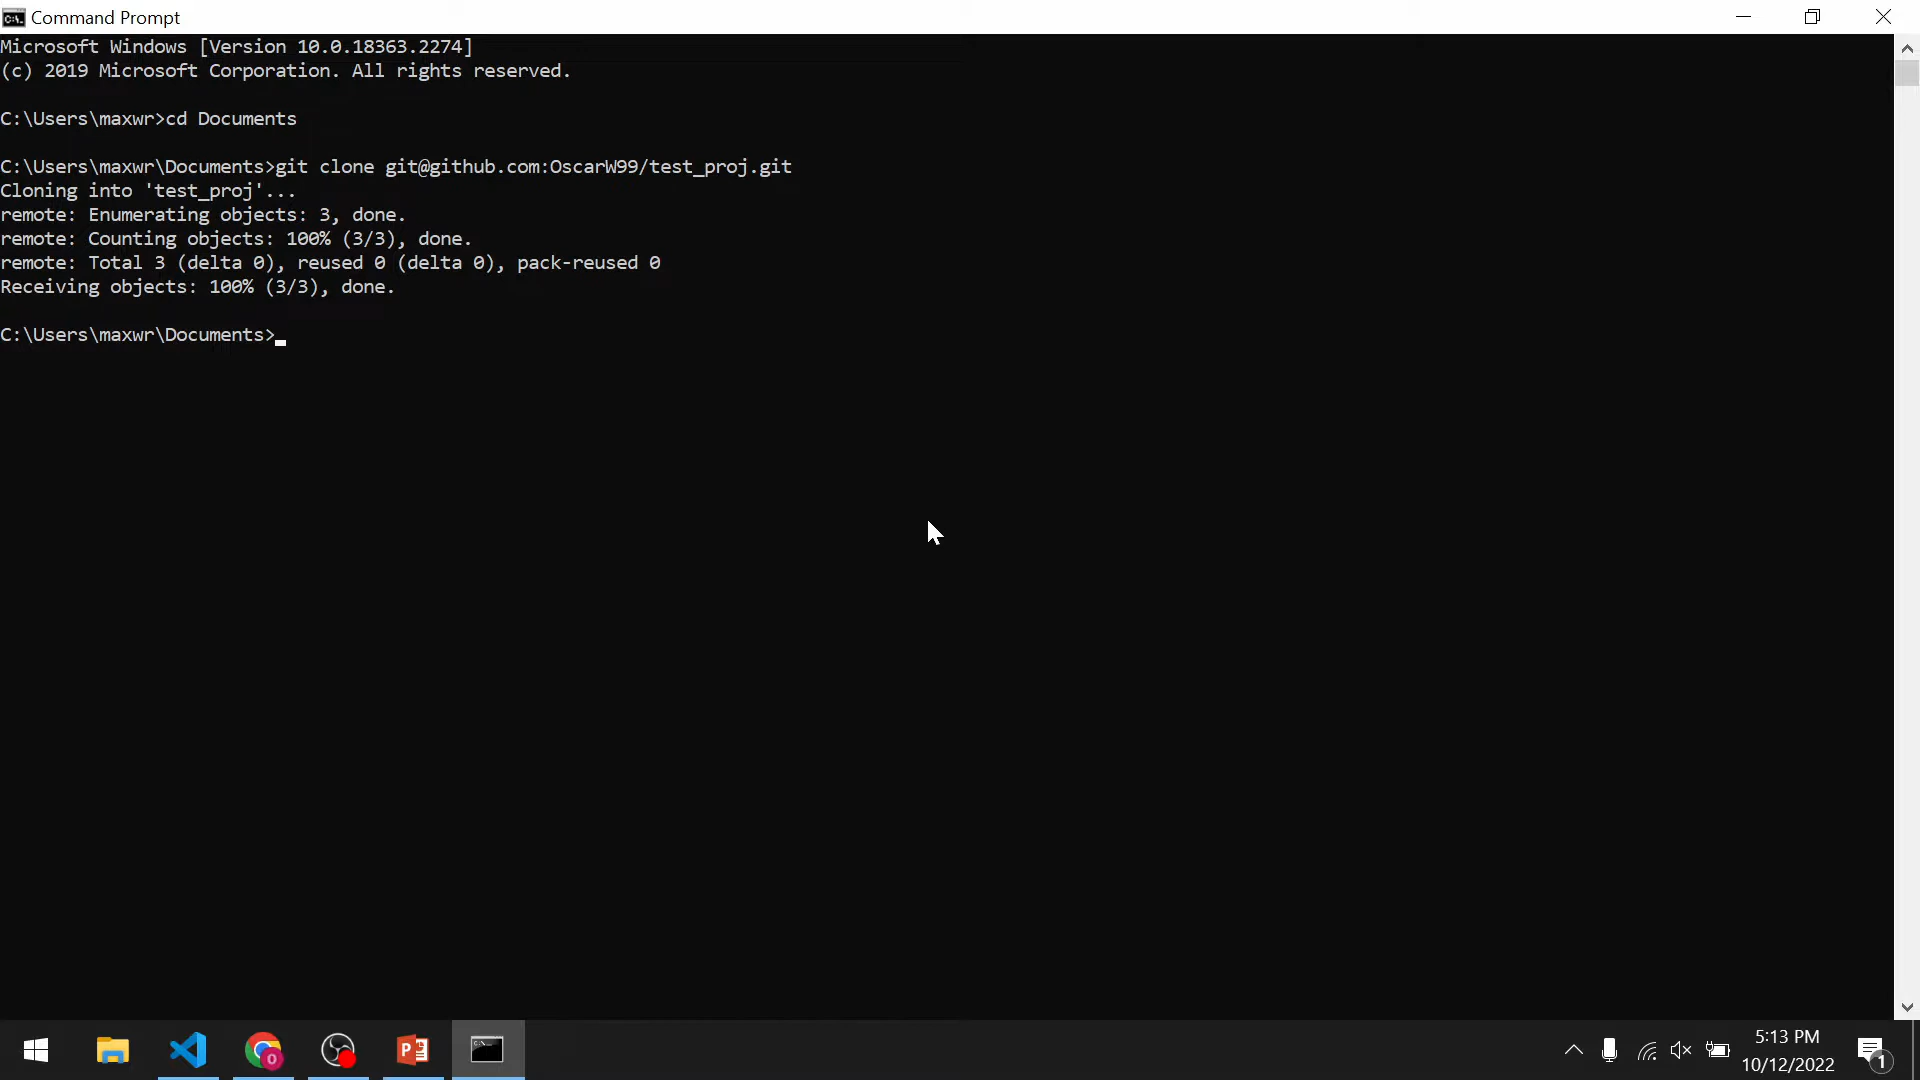 Command Prompt
Microsoft Windows [Version 10.0.18363.2274]
(c) 2019 Microsoft Corporation. All rights reserved.
C:\Users\maxwr>cd Documents
C:\Users\maxwr\Documents>git clone git@github.com:OscarW99/test_proj.git
Cloning into 'test_proj'...
remote: Enumerating objects: 3, done.
remote: Counting objects: 100% (3/3), done.
remote: Total 3 (delta 0), reused 0 (delta 0), pack-reused 0
Receiving objects: 100% (3/3), done.
C:\Users\maxwr\Documents>
5:13 PM
10/12/2022
1